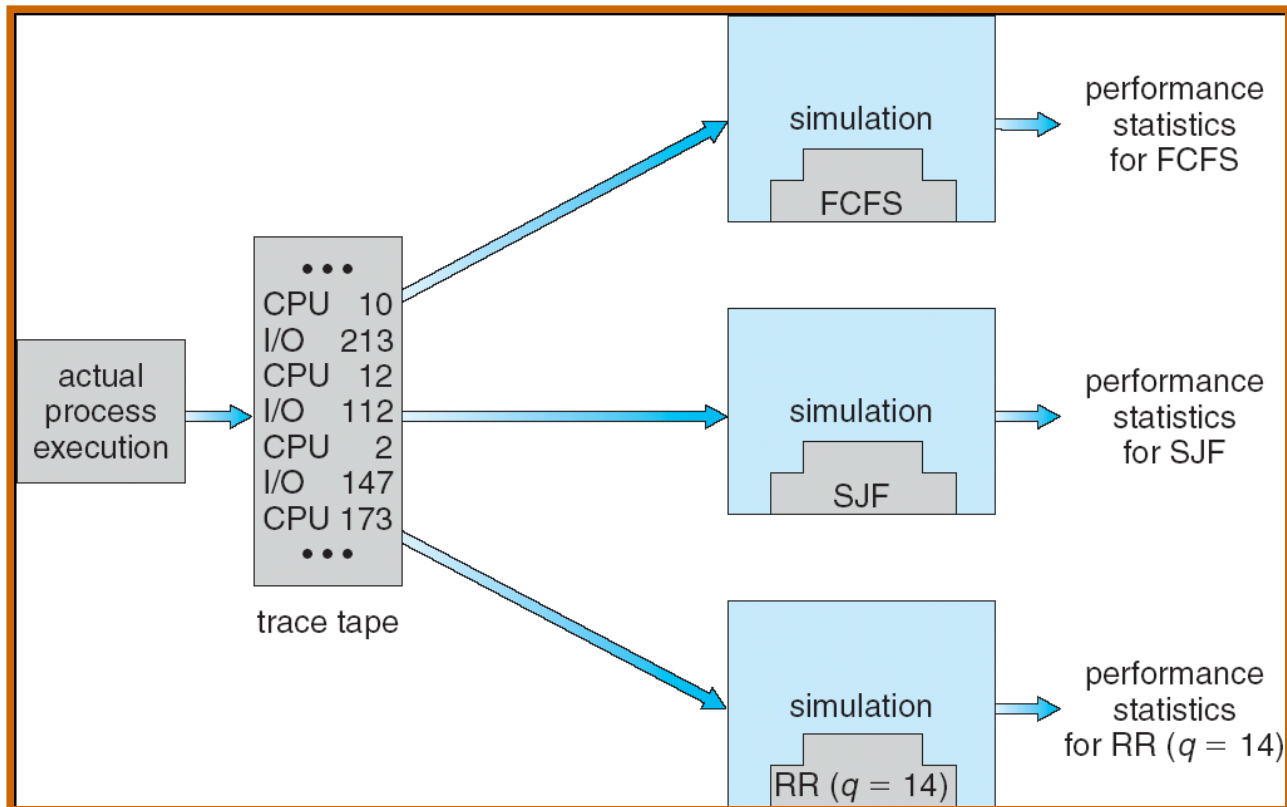 actual
process
execution
• • •
CPU 10
I/O 213
CPU 12
I/O 112
CPU 2
I/O 147
CPU 173
• • •
trace tape
simulation
FCFS
performance
statistics
for FCFS
simulation
SJF
performance
statistics
for SJF
simulation
RR (q = 14)
performance
statistics
for RR (q = 14)